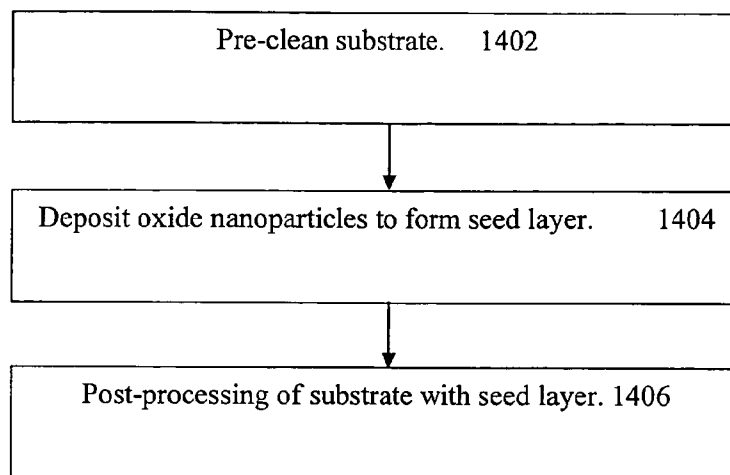 Pre-clean substrate. 1402
Deposit oxide nanoparticles to form seed layer. 1404
Post-processing of substrate with seed layer. 1406